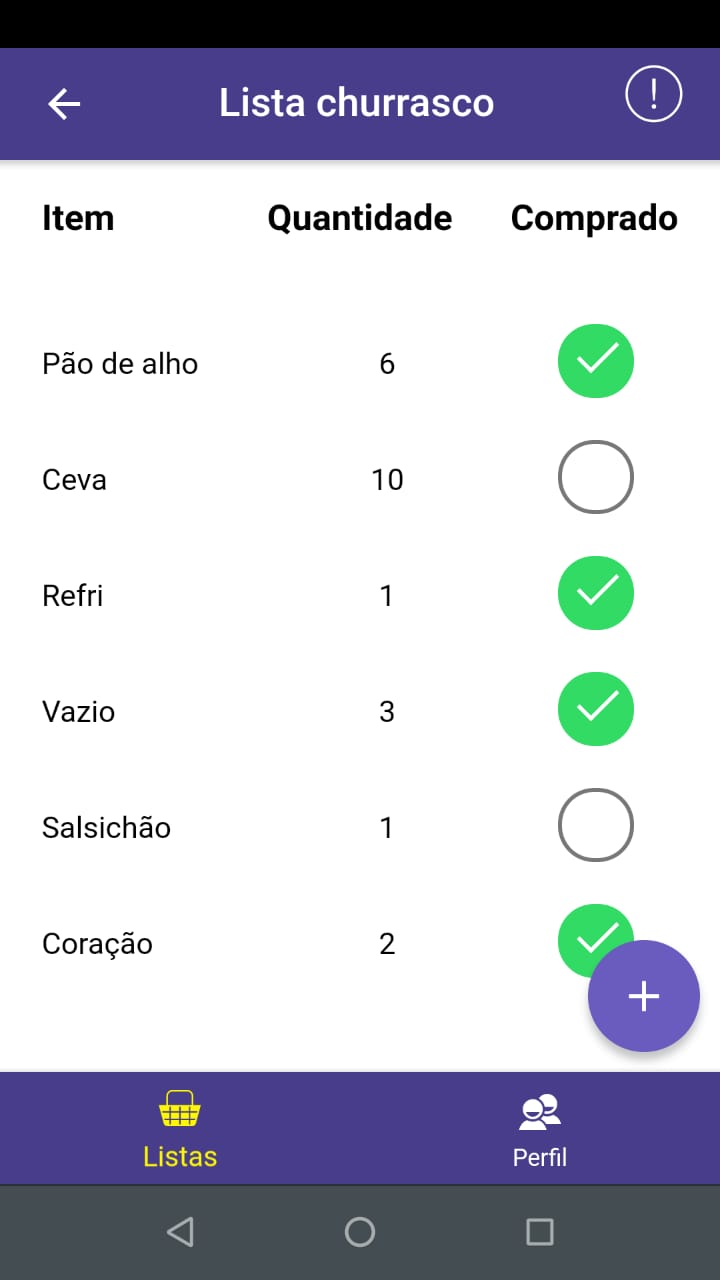 Lista churrasco
Item Quantidade Comprado
Pão de alho 6
Ceva 10
Refri 1
Vazio 3
Salsichão 1
Coração 2
Listas Perfil